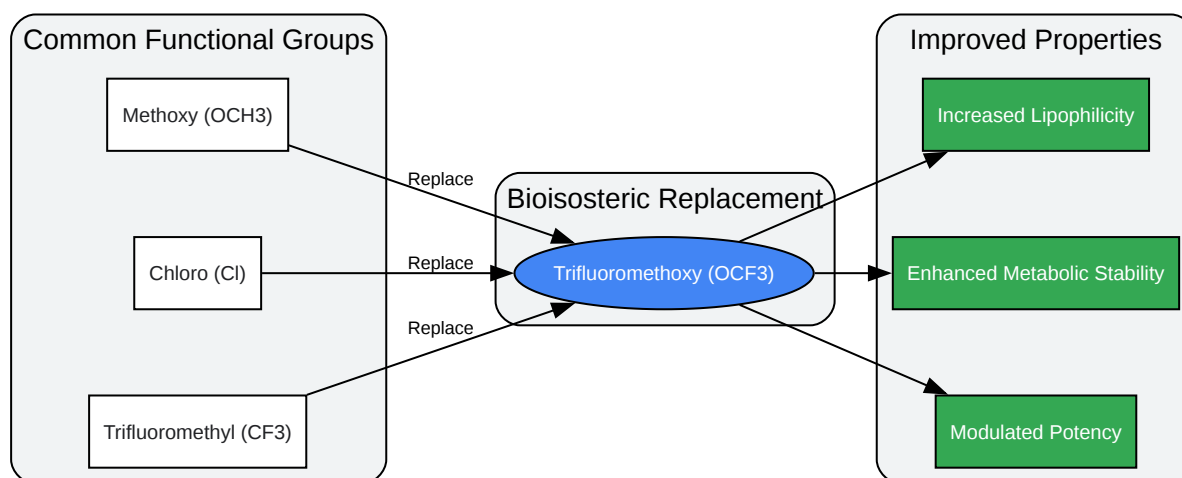 Common Functional Groups
Methoxy (OCH3)
Chloro (Cl)
Trifluoromethyl (CF3)
Replace
Replace
Replace
Bioisosteric Replacement
Trifluoromethoxy (OCF3)
Improved Properties
Increased Lipophilicity
Enhanced Metabolic Stability
Modulated Potency